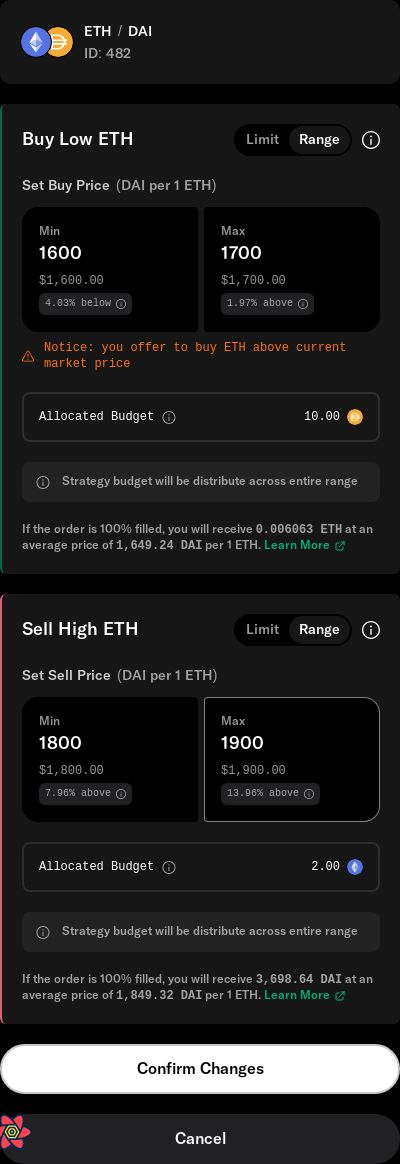 ETH / DAI
ID: 482
Buy Low ETH
Limit Range
Set Buy Price (DAI per 1 ETH)
Min Max
1600 1700
$1,600.00 $1,700.00
4.03% below 1.97% above
Notice: you offer to buy ETH above current
market price
Allocated Budget 10.00
Strategy budget will be distribute across entire range
If the order is 100% filled, you will receive 0.006063 ETH at an
average price of 1,649.24 DAI per 1 ETH. Learn More
Sell High ETH
Limit Range
Set Sell Price (DAI per 1 ETH)
Min Max
1800 1900
$1,800.00 $1,900.00
7.96% above 13.96% above
Allocated Budget 2.00
Strategy budget will be distribute across entire range
If the order is 100% filled, you will receive 3,698.64 DAI at an
average price of 1,849.32 DAI per 1 ETH. Learn More
Confirm Changes
Cancel